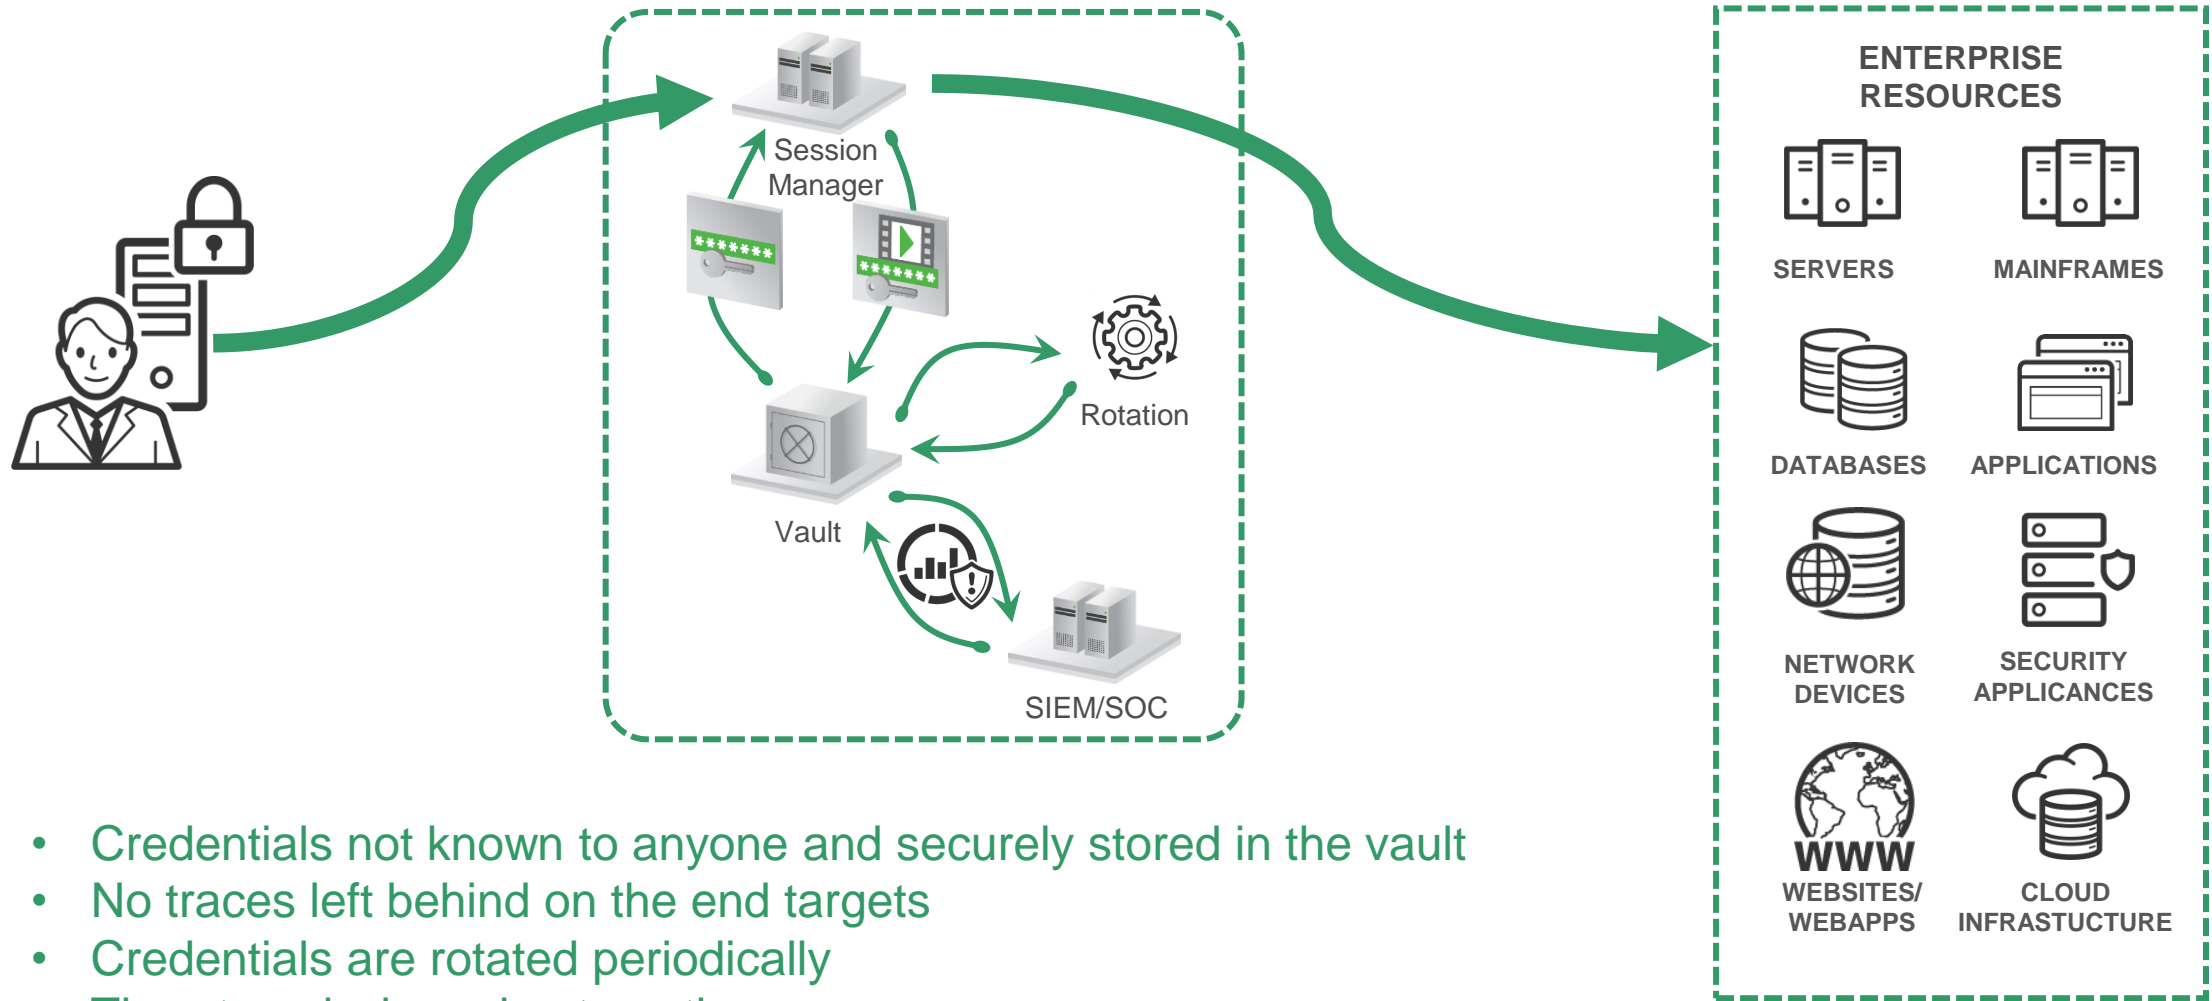 Session
Manager
*******
*******
Rotation
Vault
SIEM/SOC
ENTERPRISE
RESOURCES
SERVERS
MAINFRAMES
DATABASES
APPLICATIONS
NETWORK
DEVICES
SECURITY
APPLICANCES
WWW
WEBSITES/
WEBAPPS
CLOUD
INFRASTUCTURE
• Credentials not known to anyone and securely stored in the vault
• No traces left behind on the end targets
• Credentials are rotated periodically